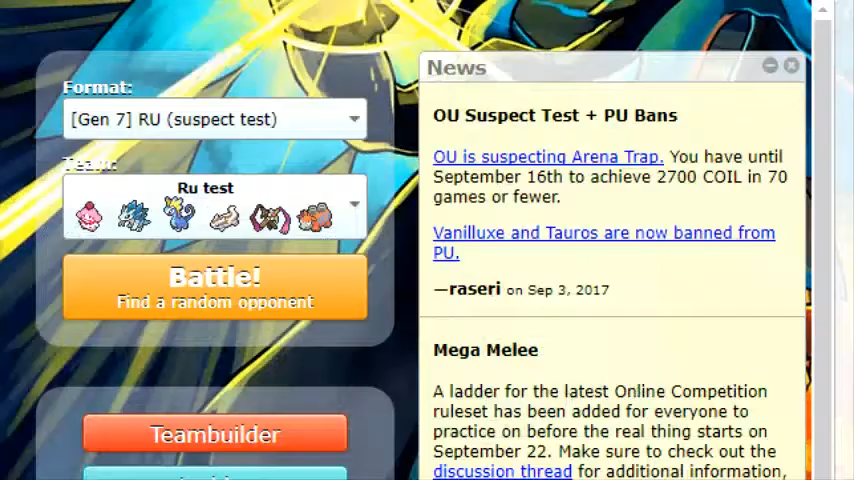 Format:
[Gen 7] RU (suspect test)
Team:
Ru test
Battle!
Find a random opponent
Teambuilder
News
OU Suspect Test + PU Bans
OU is suspecting Arena Trap. You have until
September 16th to achieve 2700 COIL in 70
games or fewer.
Vanilluxe and Tauros are now banned from
PU.
—raseri on Sep 3, 2017
Mega Melee
A ladder for the latest Online Competition
ruleset has been added for everyone to
practice on before the real thing starts on
September 22. Make sure to check out the
discussion thread for additional information,